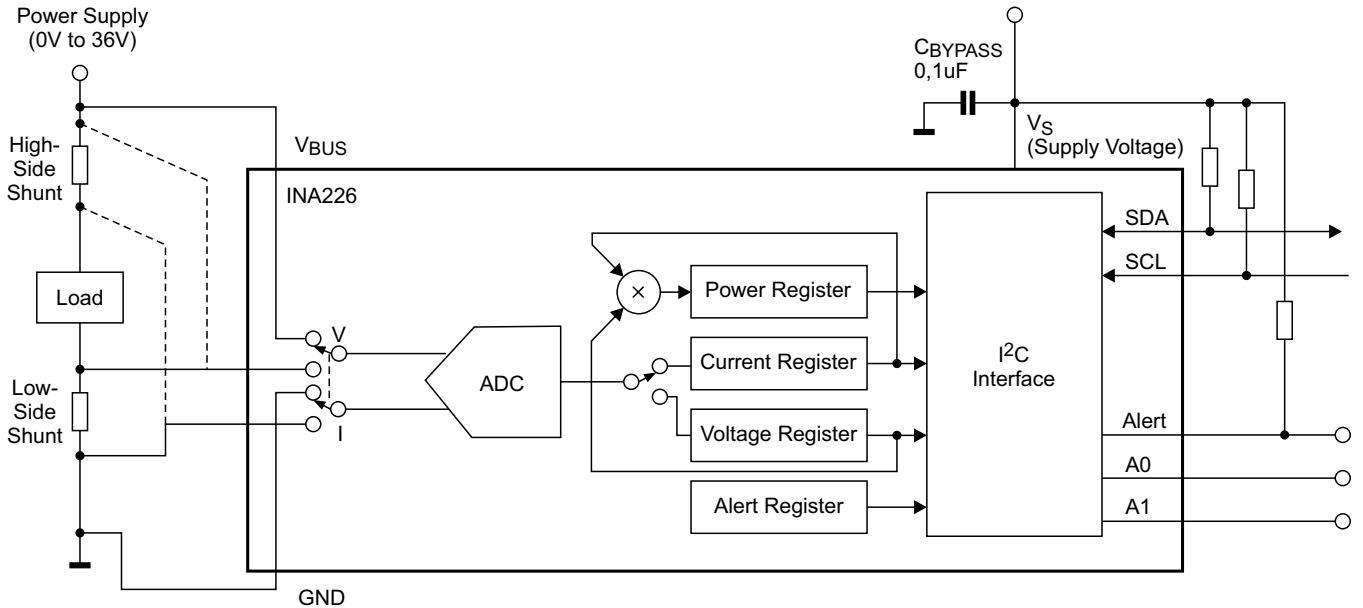 Power Supply
(0V to 36V)
CBYPASS
0,1uF
VS
(Supply Voltage)
High-
Side
Shunt
VBUS
INA226
SDA
SCL
Load
×
Power Register
V
Current Register
ADC
I2C
Interface
Low-
Side
Shunt
I
Voltage Register
Alert
A0
Alert Register
A1
GND